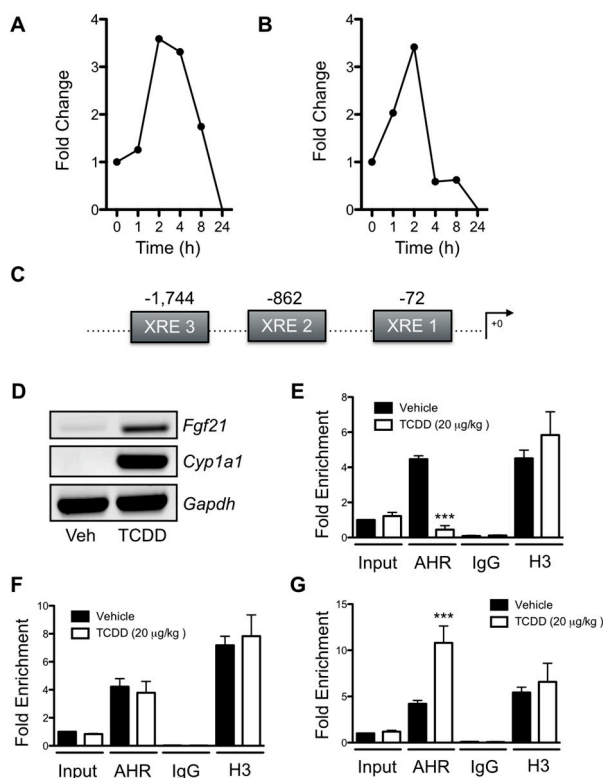 A
4
3
2
1
0
Fold Change
0 1 2 4 8 24
Time (h)
B
4
3
2
1
0
Fold Change
0 1 2 4 8 24
Time (h)
C
-1,744 -862 -72
XRE 3 XRE 2 XRE 1 +0
D
Fgf21
Cyp1a1
Gapdh
Veh TCDD
E
8
6
4
2
0
Fold Enrichment
Vehicle
TCDD (20 µg/kg )
***
Input AHR IgG H3
F
10
8
6
4
2
0
Fold Enrichment
Vehicle
TCDD (20 µg/kg )
Input AHR IgG H3
G
15
10
5
0
Fold Enrichment
Vehicle
TCDD (20 µg/kg )
***
Input AHR IgG H3